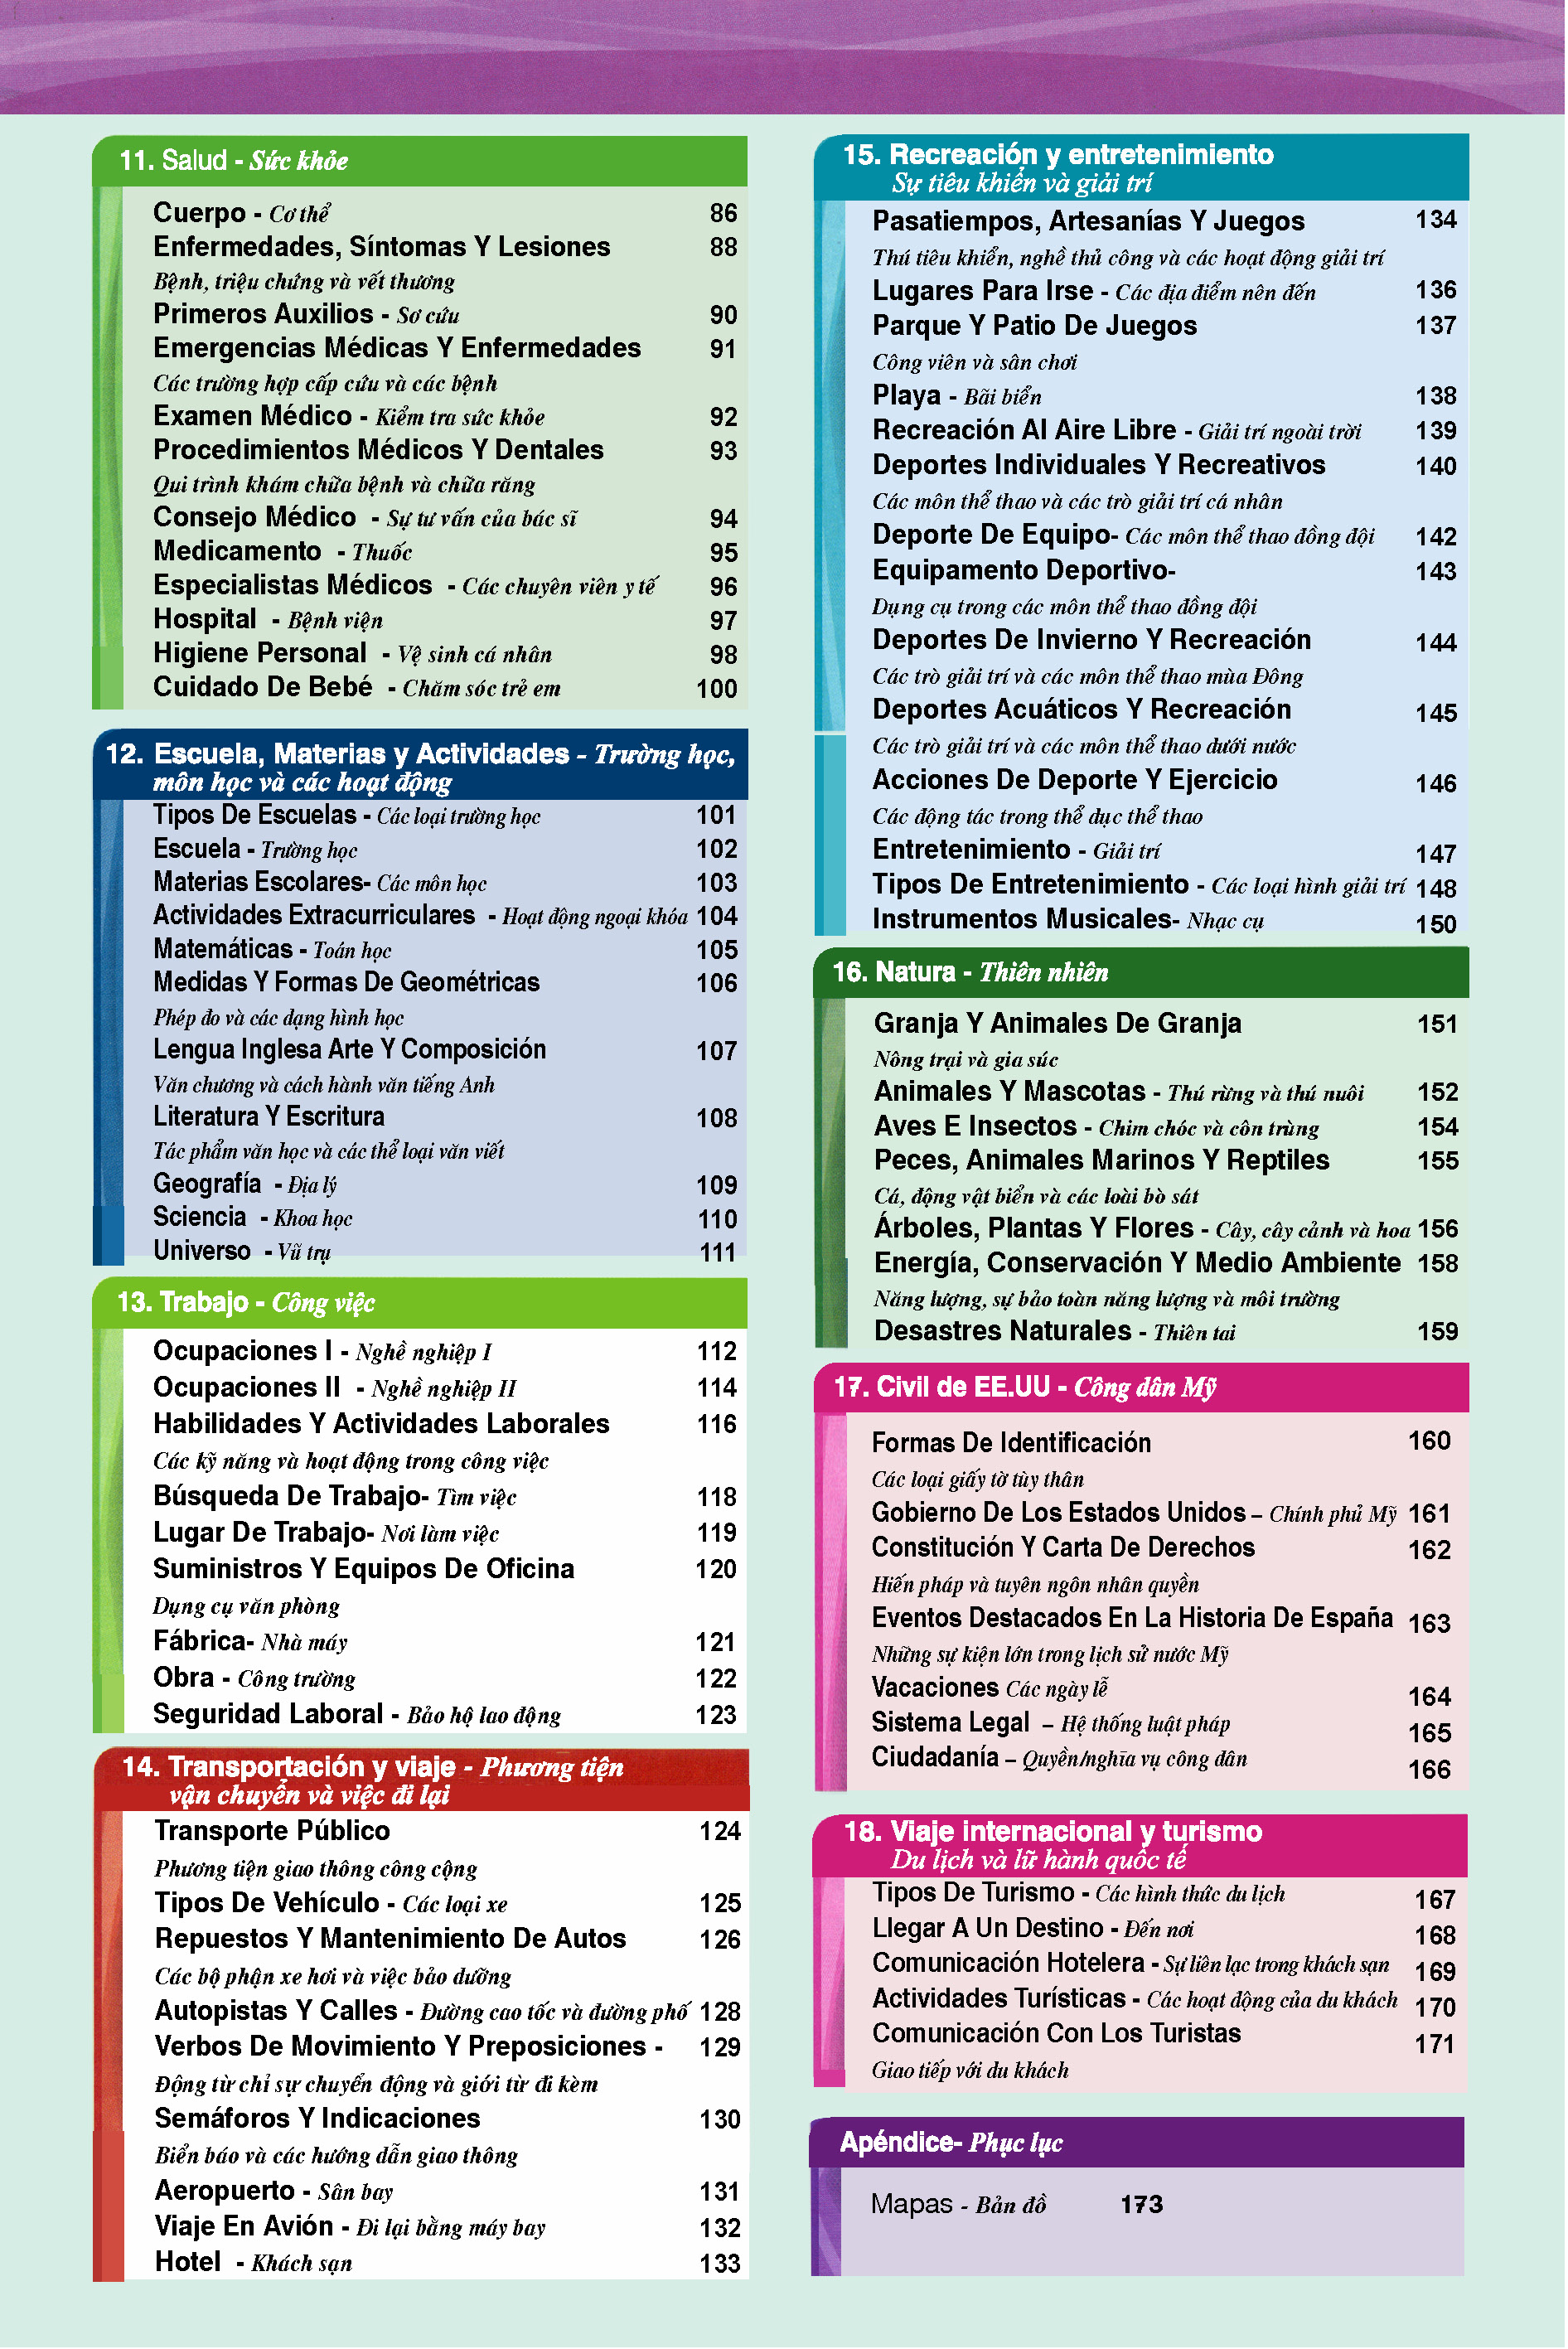 11. Salud - Sức khỏe
Cuerpo - Cơ thể 86
Enfermedades, Síntomas Y Lesiones 88
Bệnh, triệu chứng và vết thương
Primeros Auxilios - Sơ cứu 90
Emergencias Médicas Y Enfermedades 91
Các trường hợp cấp cứu và các bệnh
Examen Médico - Kiểm tra sức khỏe 92
Procedimientos Médicos Y Dentales 93
Qui trình khám chữa bệnh và chữa răng
Consejo Médico - Sự tư vấn của bác sĩ 94
Medicamento - Thuốc 95
Especialistas Médicos - Các chuyên viên y tế 96
Hospital - Bệnh viện 97
Higiene Personal - Vệ sinh cá nhân 98
Cuidado De Bebé - Chăm sóc trẻ em 100
12. Escuela, Materias y Actividades - Trường học,
môn học và các hoạt động
Tipos De Escuelas - Các loại trường học 101
Escuela - Trường học 102
Materias Escolares- Các môn học 103
Actividades Extracurriculares - Hoạt động ngoại khóa 104
Matemáticas - Toán học 105
Medidas Y Formas De Geométricas 106
Phép đo và các dạng hình học
Lengua Inglesa Arte Y Composición 107
Văn chương và cách hành văn tiếng Anh
Literatura Y Escritura 108
Tác phẩm văn học và các thể loại văn viết
Geografía - Địa lý 109
Sciencia - Khoa học 110
Universo - Vũ trụ 111
13. Trabajo - Công việc
Ocupaciones I - Nghề nghiệp I 112
Ocupaciones II - Nghề nghiệp II 114
Habilidades Y Actividades Laborales 116
Các kỹ năng và hoạt động trong công việc
Búsqueda De Trabajo- Tìm việc 118
Lugar De Trabajo- Nơi làm việc 119
Suministros Y Equipos De Oficina 120
Dụng cụ văn phòng
Fábrica- Nhà máy 121
Obra - Công trường 122
Seguridad Laboral - Bảo hộ lao động 123
14. Transportación y viaje - Phương tiện
vận chuyển và việc đi lại
Transporte Público 124
Phương tiện giao thông công cộng
Tipos De Vehículo - Các loại xe 125
Repuestos Y Mantenimiento De Autos 126
Các bộ phận xe hơi và việc bảo dưỡng
Autopistas Y Calles - Đường cao tốc và đường phố 128
Verbos De Movimiento Y Preposiciones - 129
Động từ chỉ sự chuyển động và giới từ đi kèm
Semáforos Y Indicaciones 130
Biển báo và các hướng dẫn giao thông
Aeropuerto - Sân bay 131
Viaje En Avión - Đi lại bằng máy bay 132
Hotel - Khách sạn 133
15. Recreación y entretenimiento
Sự tiêu khiển và giải trí
Pasatiempos, Artesanías Y Juegos 134
Thú tiêu khiển, nghề thủ công và các hoạt động giải trí
Lugares Para Irse - Các địa điểm nên đến 136
Parque Y Patio De Juegos 137
Công viên và sân chơi
Playa - Bãi biển 138
Recreación Al Aire Libre - Giải trí ngoài trời 139
Deportes Individuales Y Recreativos 140
Các môn thể thao và các trò giải trí cá nhân
Deporte De Equipo- Các môn thể thao đồng đội 142
Equipamento Deportivo- 143
Dụng cụ trong các môn thể thao đồng đội
Deportes De Invierno Y Recreación 144
Các trò giải trí và các môn thể thao mùa Đông
Deportes Acuáticos Y Recreación 145
Các trò giải trí và các môn thể thao dưới nước
Acciones De Deporte Y Ejercicio 146
Các động tác trong thể dục thể thao
Entretenimiento - Giải trí 147
Tipos De Entretenimiento - Các loại hình giải trí 148
Instrumentos Musicales- Nhạc cụ 150
16. Natura - Thiên nhiên
Granja Y Animales De Granja 151
Nông trại và gia súc
Animales Y Mascotas - Thú rừng và thú nuôi 152
Aves E Insectos - Chim chóc và côn trùng 154
Peces, Animales Marinos Y Reptiles 155
Cá, động vật biển và các loài bò sát
Árboles, Plantas Y Flores - Cây, cây cảnh và hoa 156
Energía, Conservación Y Medio Ambiente 158
Năng lượng, sự bảo toàn năng lượng và môi trường
Desastres Naturales - Thiên tai 159
17. Civil de EE.UU - Công dân Mỹ
Formas De Identificación 160
Các loại giấy tờ tùy thân
Gobierno De Los Estados Unidos – Chính phủ Mỹ 161
Constitución Y Carta De Derechos 162
Hiến pháp và tuyên ngôn nhân quyền
Eventos Destacados En La Historia De España 163
Những sự kiện lớn trong lịch sử nước Mỹ
Vacaciones Các ngày lễ 164
Sistema Legal – Hệ thống luật pháp 165
Ciudadanía – Quyền/nghĩa vụ công dân 166
18. Viaje internacional y turismo
Du lịch và lữ hành quốc tế
Tipos De Turismo - Các hình thức du lịch 167
Llegar A Un Destino - Đến nơi 168
Comunicación Hotelera - Sự liên lạc trong khách sạn 169
Actividades Turísticas - Các hoạt động của du khách 170
Comunicación Con Los Turistas 171
Giao tiếp với du khách
Apéndice- Phục lục
Mapas - Bản đồ 173